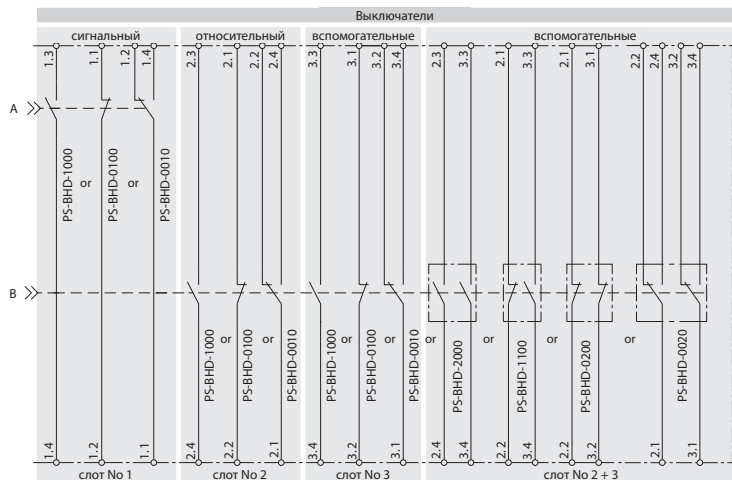 Выключатели
сигнальный относительный вспомогательные вспомогательные
1.3 1.1 1.2 1.4 2.3 2.1 2.2 2.4 3.3 3.1 3.2 3.4 2.3 3.3 2.1 3.3 2.1 3.1 2.2 2.4 3.2 3.4
A
PS-BHD-1000 or PS-BHD-0100 or PS-BHD-0010
B
PS-BHD-1000 or PS-BHD-0100 or PS-BHD-0010 PS-BHD-1000 or PS-BHD-0100 or PS-BHD-0010 or PS-BHD-2000 or PS-BHD-1100 or PS-BHD-0200 or PS-BHD-0020
1.4 1.2 1.1 2.4 2.2 2.1 3.4 3.2 3.1 2.4 3.4 2.2 3.4 2.2 3.2 2.1 3.1
слот No 1 слот No 2 слот No 3 слот No 2 + 3